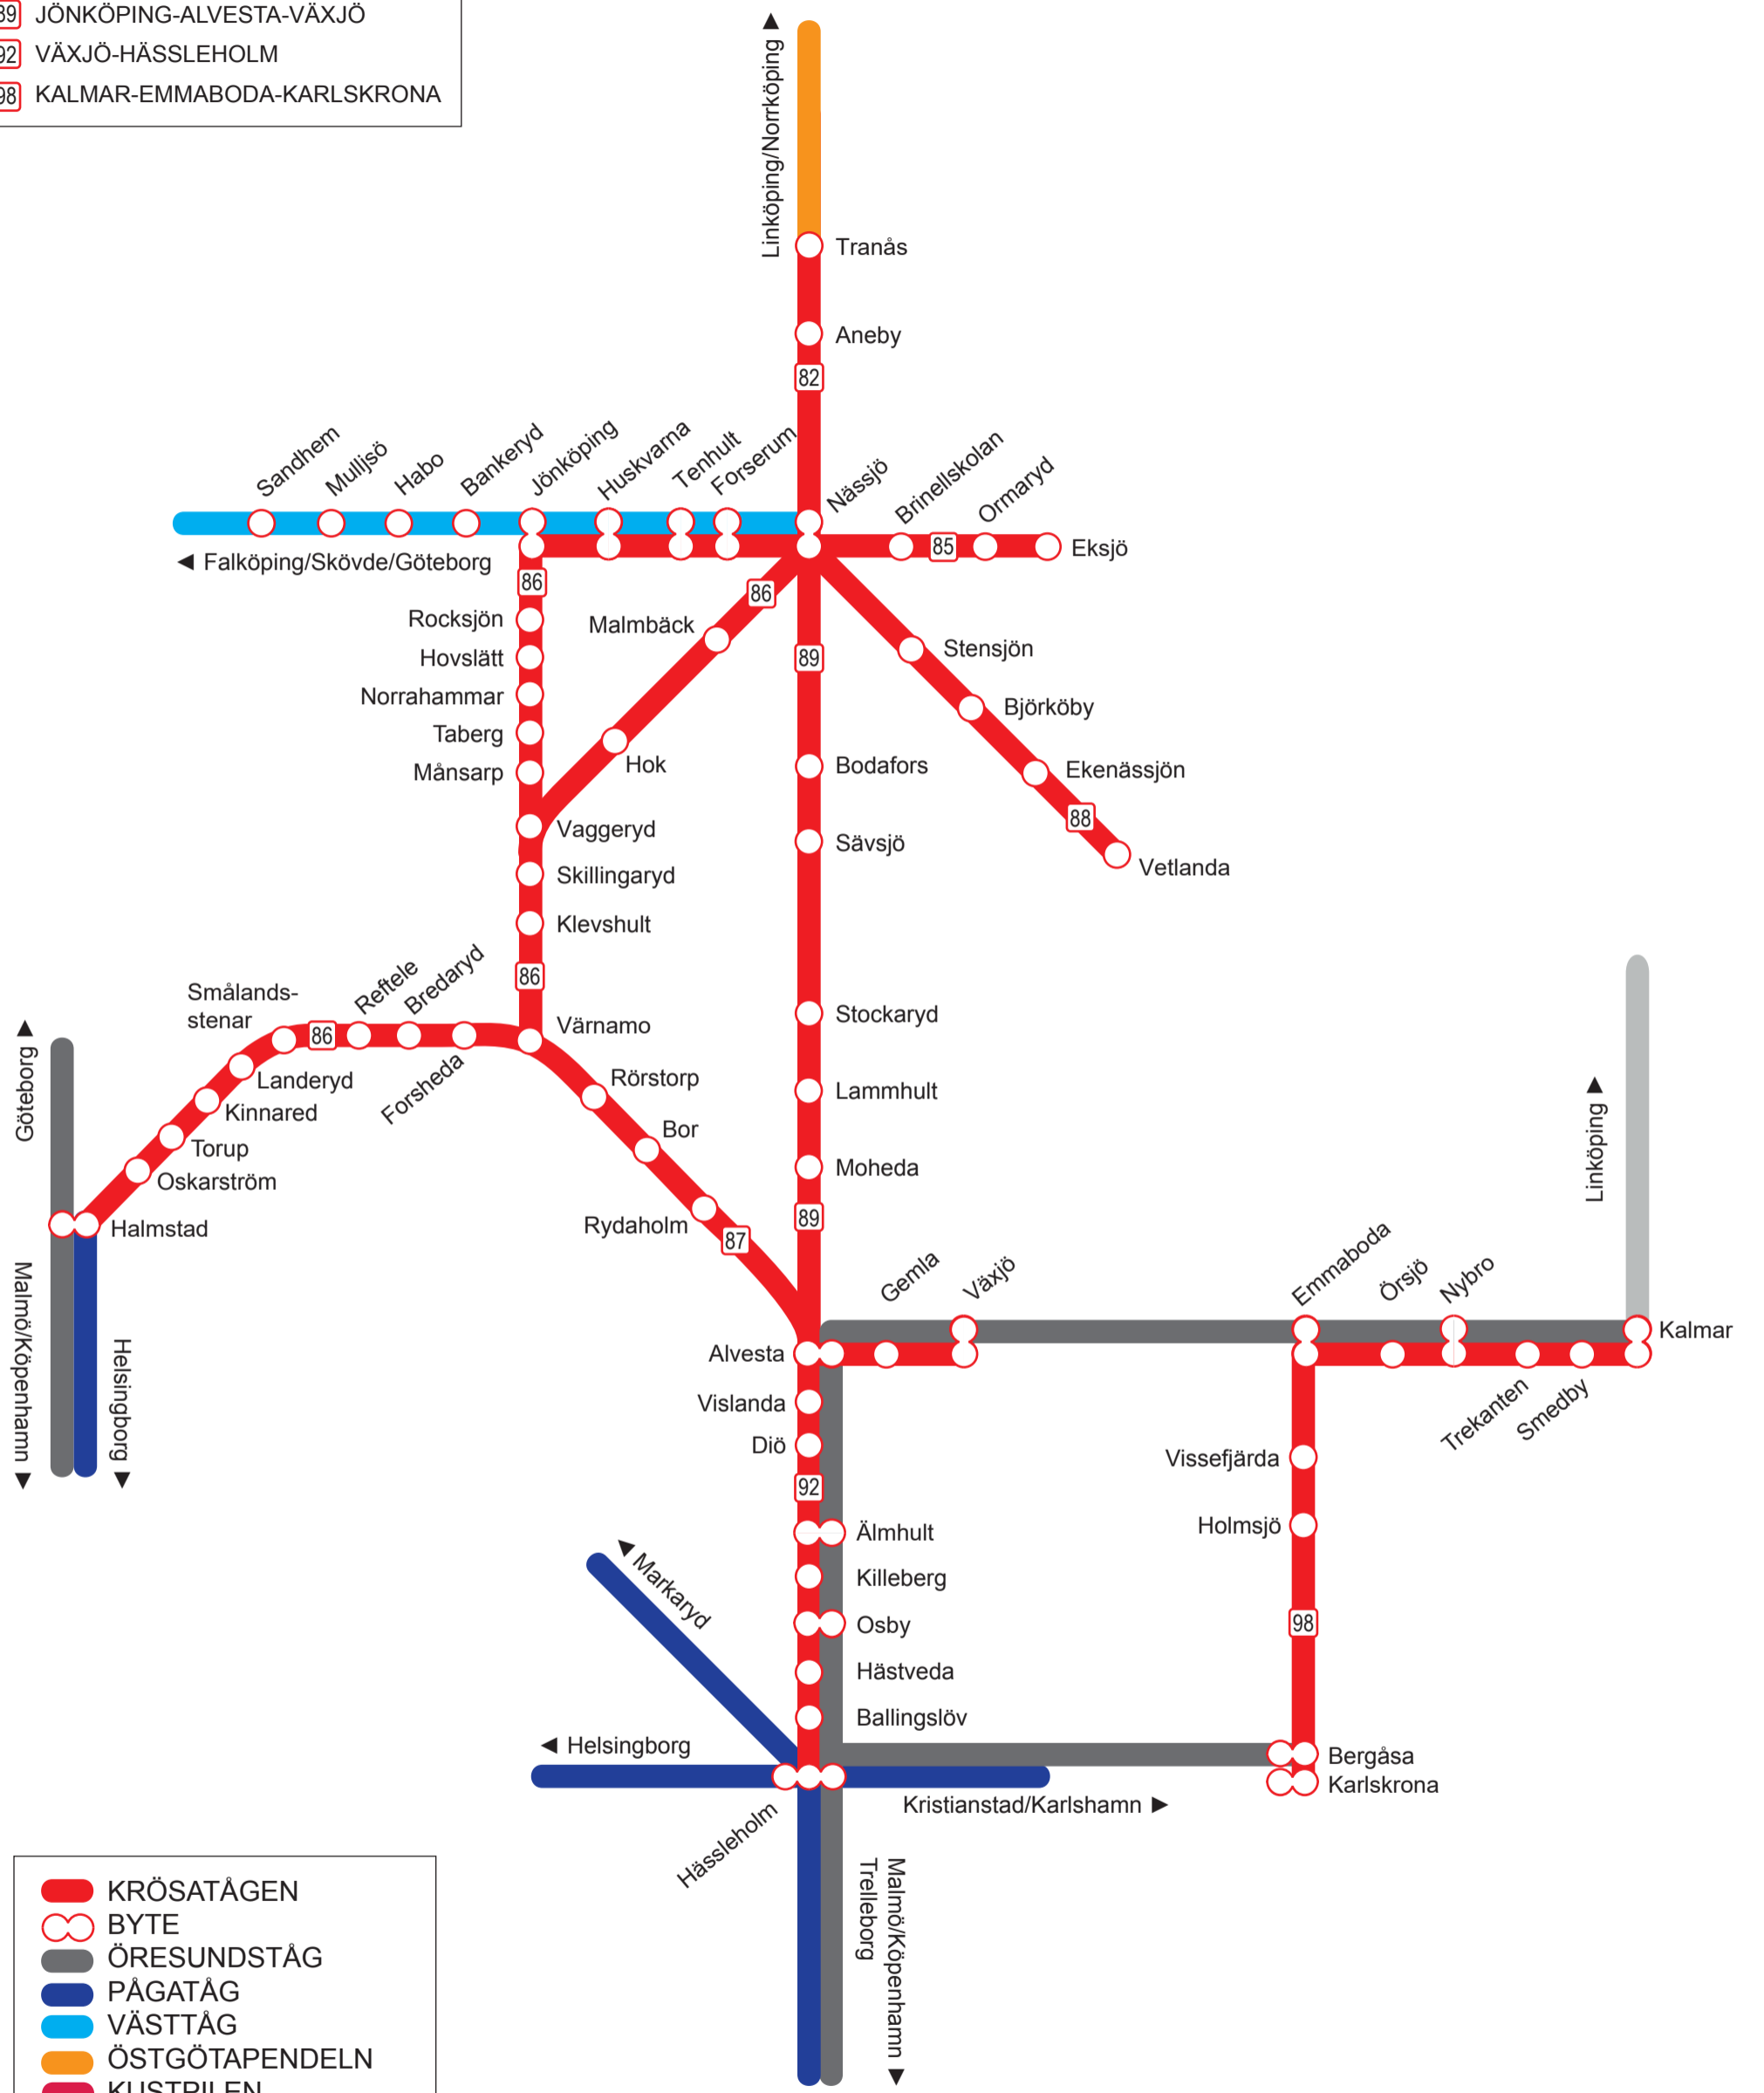 89 JÖNKÖPING-ALVESTA-VÄXJÖ
92 VÄXJÖ-HÄSSLEHOLM
98 KALMAR-EMMABODA-KARLSKRONA
Linköping/Norrköping ▲
Tranås
Aneby
82
Sandhem
Mulljsö
Habo
Bankeryd
Jönköping
Huskvarna
Tenhult
Forserum
Nässjö
Brinellskolan
Ormaryd
85
Eksjö
◄ Falköping/Skövde/Göteborg
86
86
Rocksjön
Malmbäck
Hovslätt
89
Stensjön
Norrahammar
Björköby
Taberg
Hok
Bodafors
Ekenässjön
Månsarp
88
Vaggeryd
Sävsjö
Vetlanda
Skillingaryd
Klevshult
86
Smålands-
stenar
86
Reftele
Bredaryd
Forsheda
Värnamo
Stockaryd
Göteborg ▲
Landeryd
Rörstorp
Lammhult
Kinnared
Bor
Torup
Moheda
Linköping ▲
Oskarström
Halmstad
Rydaholm
87
89
Malmö/Köpenhamn ▼
Helsingborg ▼
Gemla
Växjö
Emmaboda
Örsjö
Nybro
Kalmar
Alvesta
Trekanten
Smedby
Vislanda
Diö
Vissefjärda
92
Älmhult
Holmsjö
◄ Markaryd
Killeberg
Osby
98
Hästveda
Ballingslöv
◄ Helsingborg
Bergåsa
Karlskrona
Kristianstad/Karlshamn ►
Hässleholm
Malmö/Köpenhamn ▼
Trelleborg
KRÖSATÅGEN
BYTE
ÖRESUNDSTÅG
PÅGATÅG
VÄSTTÅG
ÖSTGÖTAPENDELN
KUSTPILEN